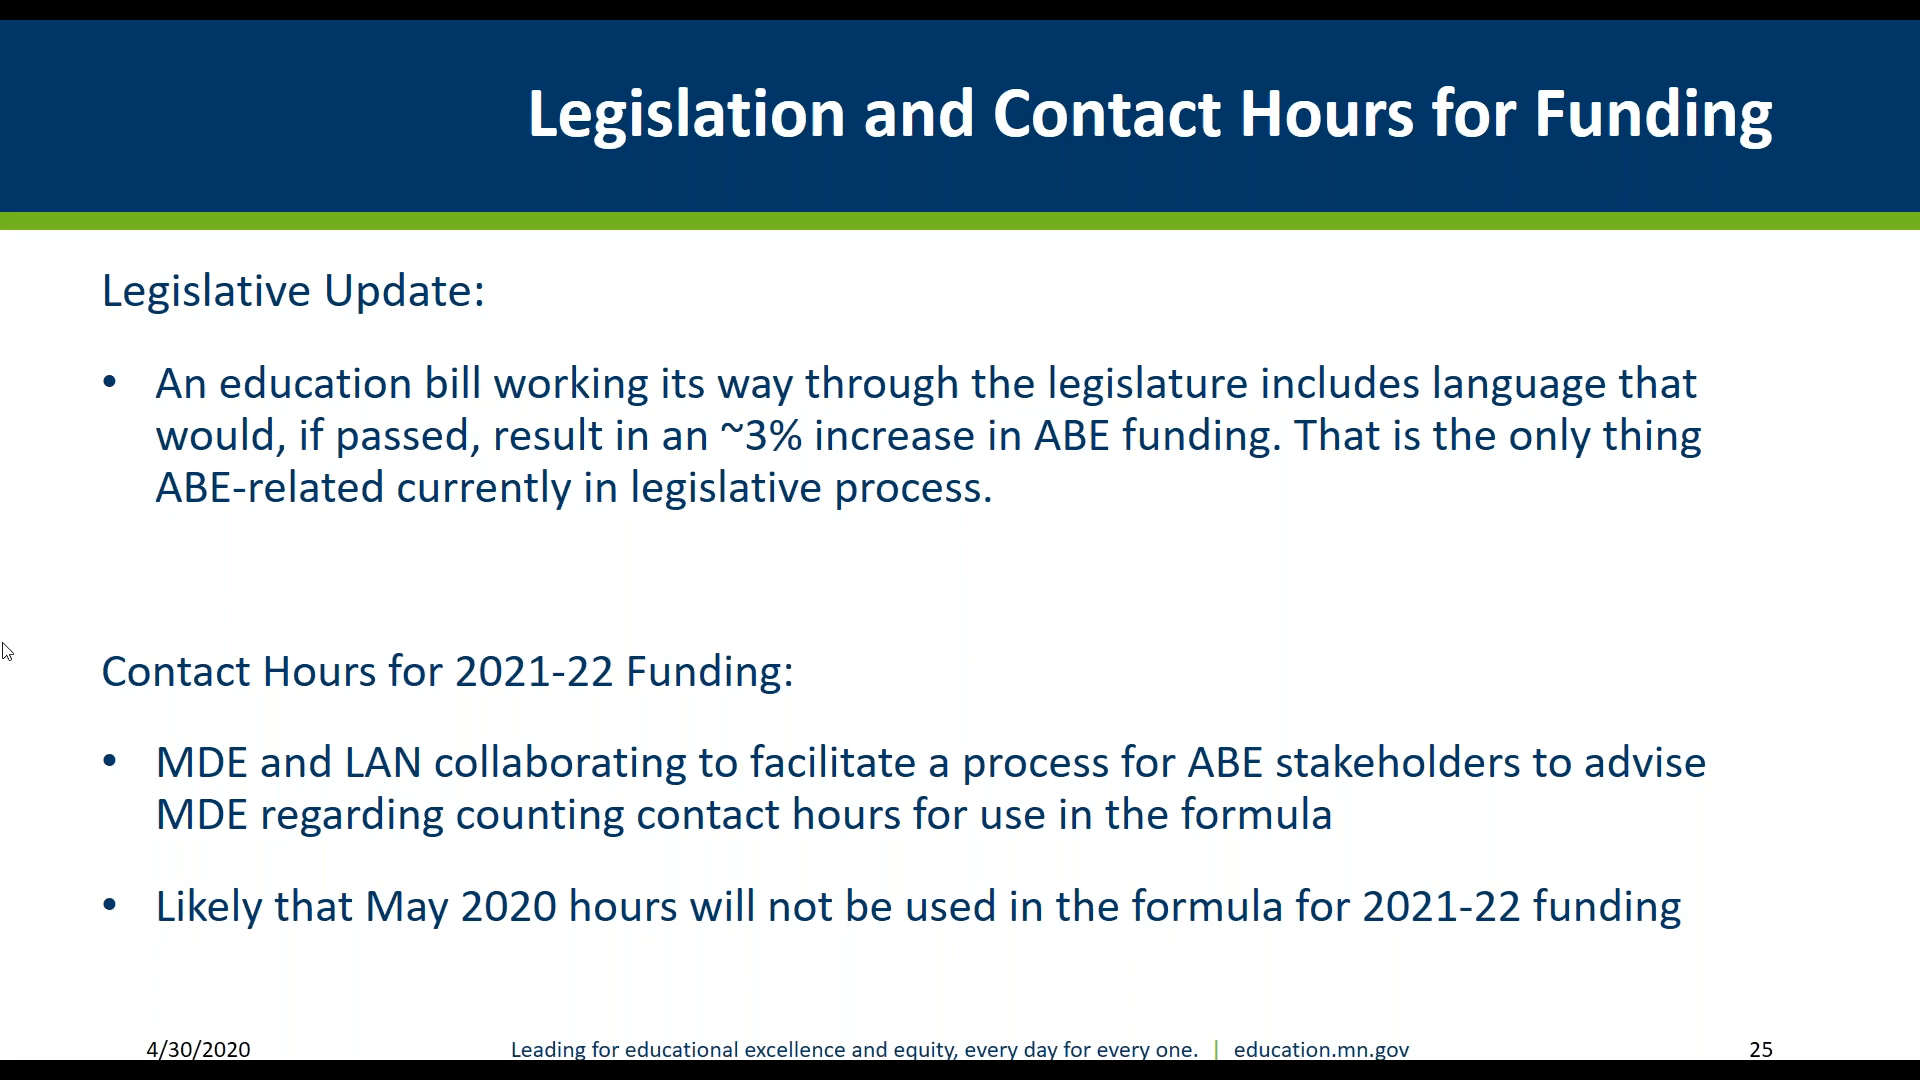 Legislation and Contact Hours for Funding
Legislative Update:
• An education bill working its way through the legislature includes language that
would, if passed, result in an ~3% increase in ABE funding. That is the only thing
ABE-related currently in legislative process.
Contact Hours for 2021-22 Funding:
• MDE and LAN collaborating to facilitate a process for ABE stakeholders to advise
MDE regarding counting contact hours for use in the formula
• Likely that May 2020 hours will not be used in the formula for 2021-22 funding
4/30/2020 Leading for educational excellence and equity, every day for every one. | education.mn.gov 25